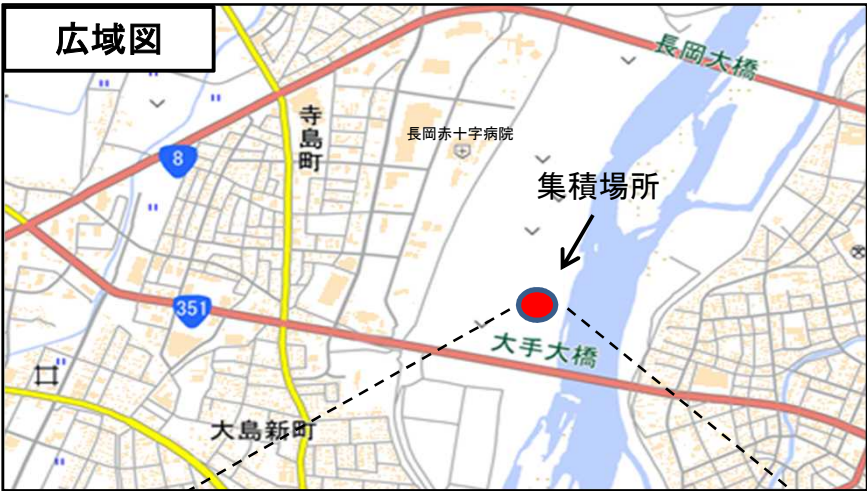 広域図
長岡大橋
寺島町
長岡赤十字病院
8
集積場所
351
大手大橋
大島新町